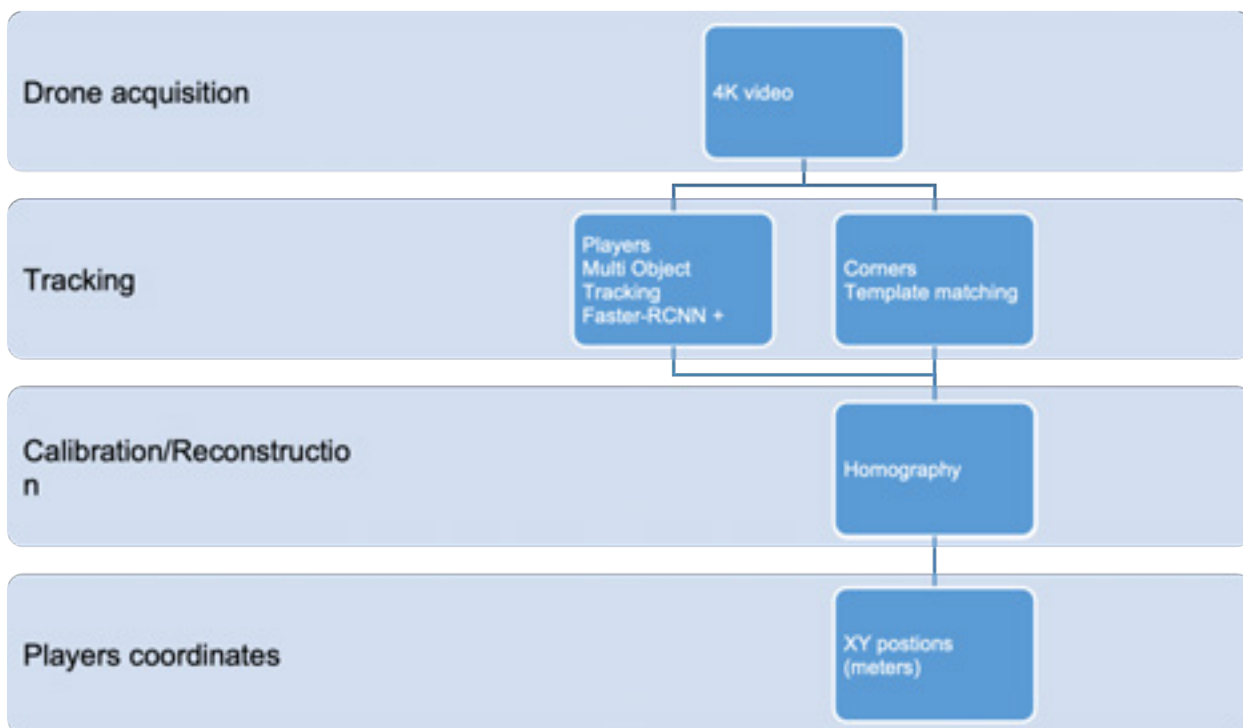 Drone acquisition
4K video
Tracking
Players
Multi Object
Tracking
Faster-RCNN +
Corners
Template matching
Calibration/Reconstructio
n
Homography
Players coordinates
XY postions
(meters)